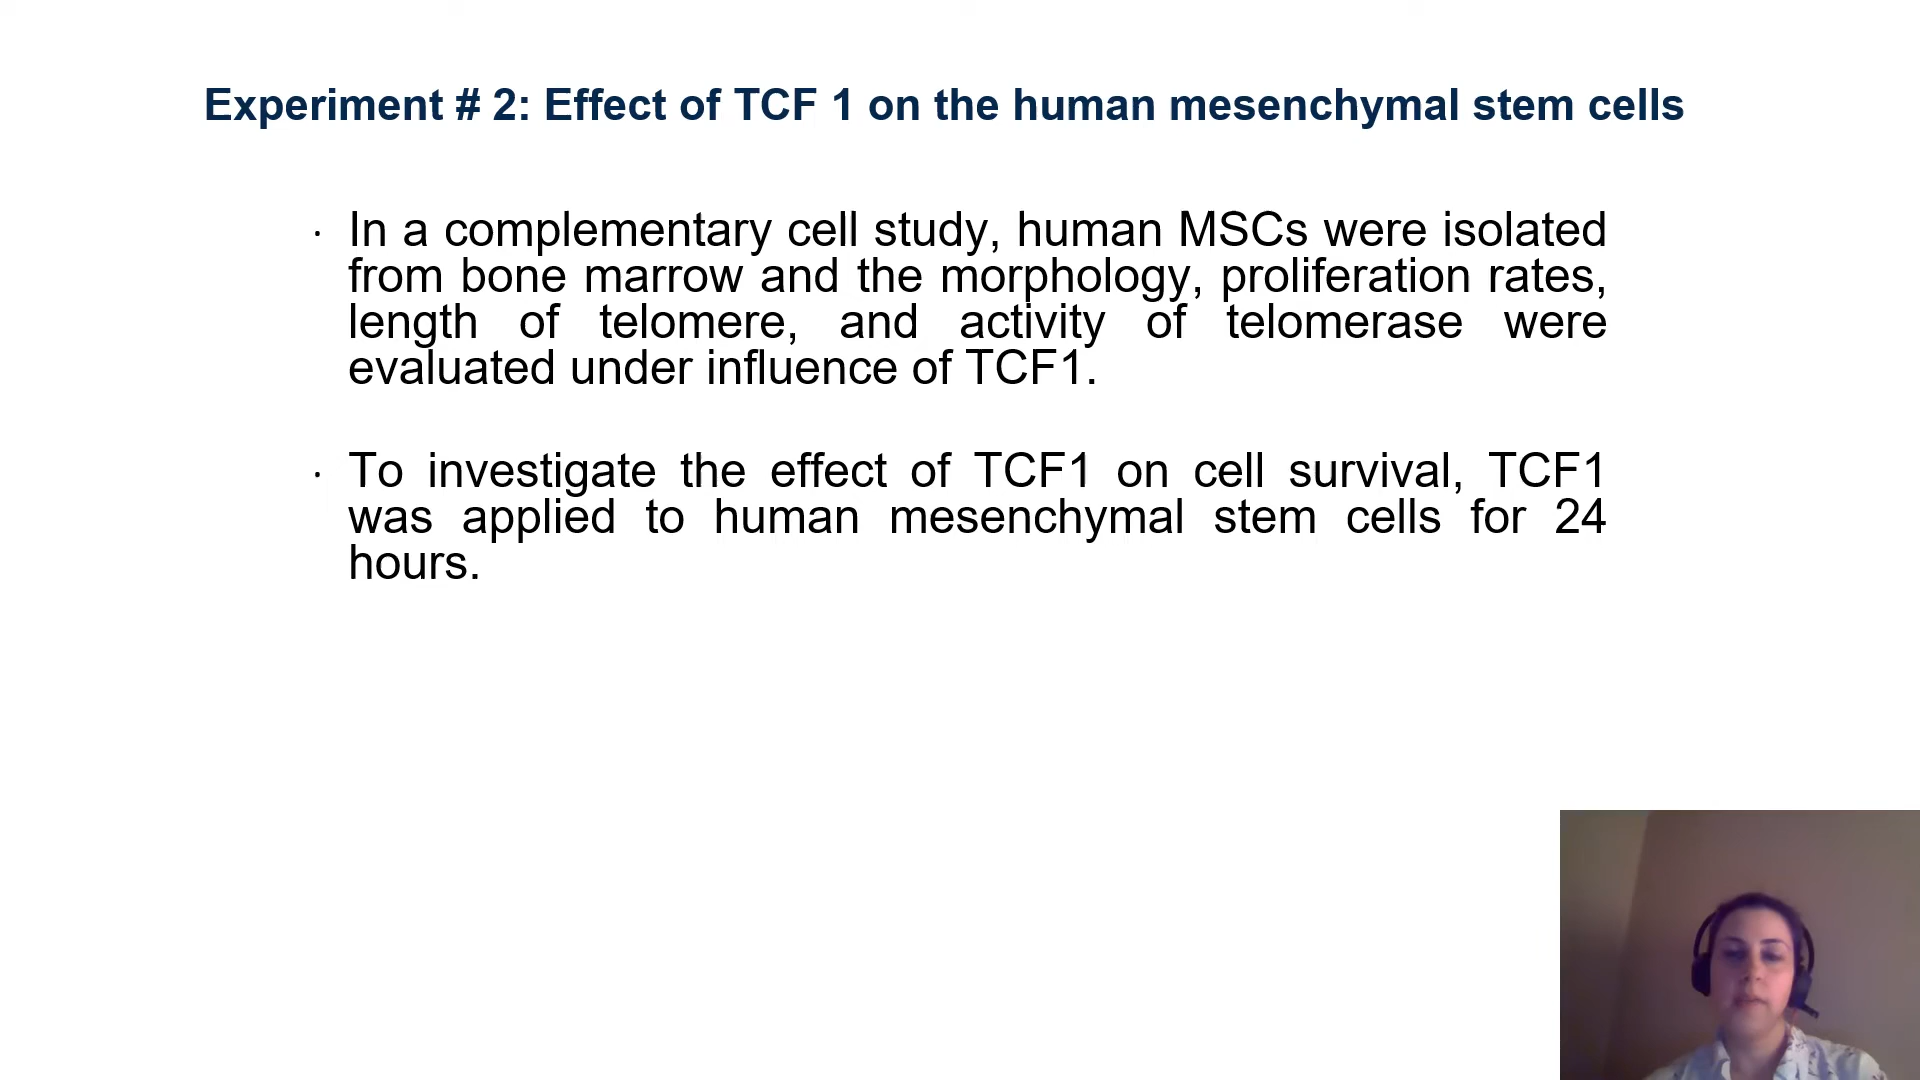 Experiment # 2: Effect of TCF 1 on the human mesenchymal stem cells
· In a complementary cell study, human MSCs were isolated
from bone marrow and the morphology, proliferation rates,
length of telomere, and activity of telomerase were
evaluated under influence of TCF1.
· To investigate the effect of TCF1 on cell survival, TCF1
was applied to human mesenchymal stem cells for 24
hours.